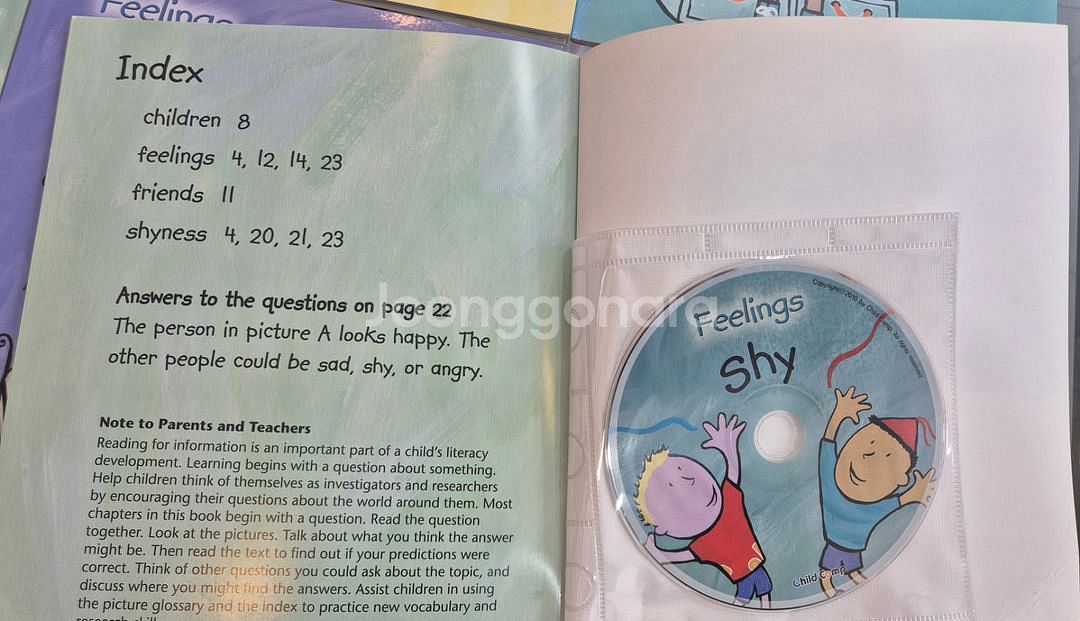 Feelings
Index
children 8
feelings 4, 12, 14, 23
friends 11
shyness 4, 20, 21, 23
Answers to the questions on page 22
The person in picture A looks happy. The
other people could be sad, shy, or angry.
Note to Parents and Teachers
Reading for information is an important part of a child's literacy
development. Learning begins with a question about something.
Help children think of themselves as investigators and researchers
by encouraging their questions about the world around them. Most
chapters in this book begin with a question. Read the question
together. Look at the pictures. Talk about what you think the answer
might be. Then read the text to find out if your predictions were
correct. Think of other questions you could ask about the topic, and
discuss where you might find the answers. Assist children in using
the picture glossary and the index to practice new vocabulary and
Joonggonara
Feelings
Shy
Copyright©2010 by Child Comp. All rights reserved
Child Comp